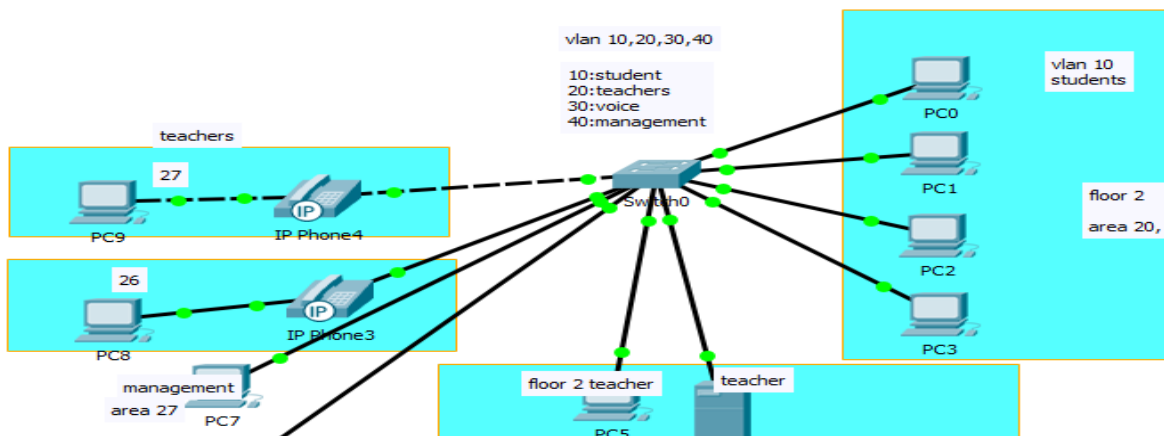 vlan 10,20,30,40
10:student
20:teachers
30:voice
40:management
vlan 10
students
PC0
teachers
27
PC9
IP
IP Phone4
Switch0
PC1
floor 2
area 20,
PC2
26
PC8
IP
IP Phone3
PC3
management
area 27
PC7
floor 2 teacher
teacher
PC5